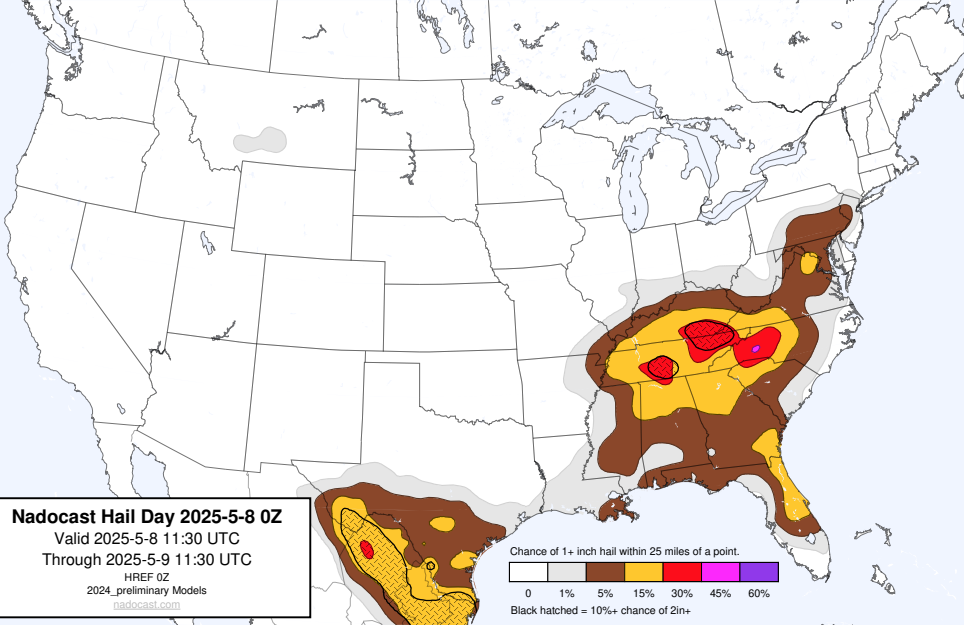 Nadocast Hail Day 2025-5-8 0Z
Valid 2025-5-8 11:30 UTC
Through 2025-5-9 11:30 UTC
HREF 0Z
2024_preliminary Models
nadocast.com
Chance of 1+ inch hail within 25 miles of a point.
0 1% 5% 15% 30% 45% 60%
Black hatched = 10%+ chance of 2in+